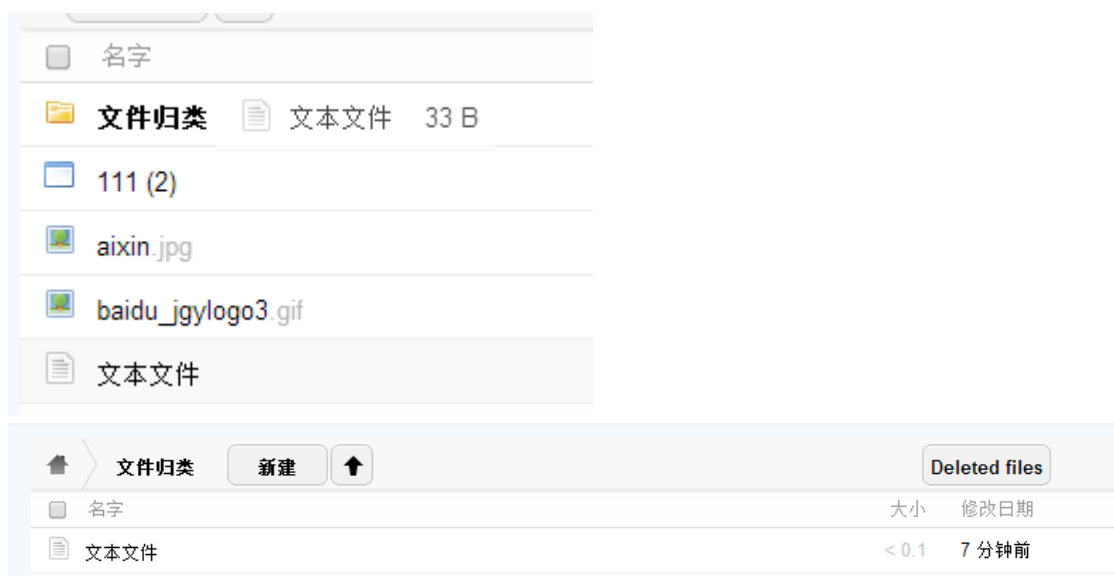 名字
文件归类 文本文件 33 B
111 (2)
aixin.jpg
baidu_jgylogo3.gif
文本文件
文件归类 新建 Deleted files
名字 大小 修改日期
文本文件 < 0.1 7 分钟前